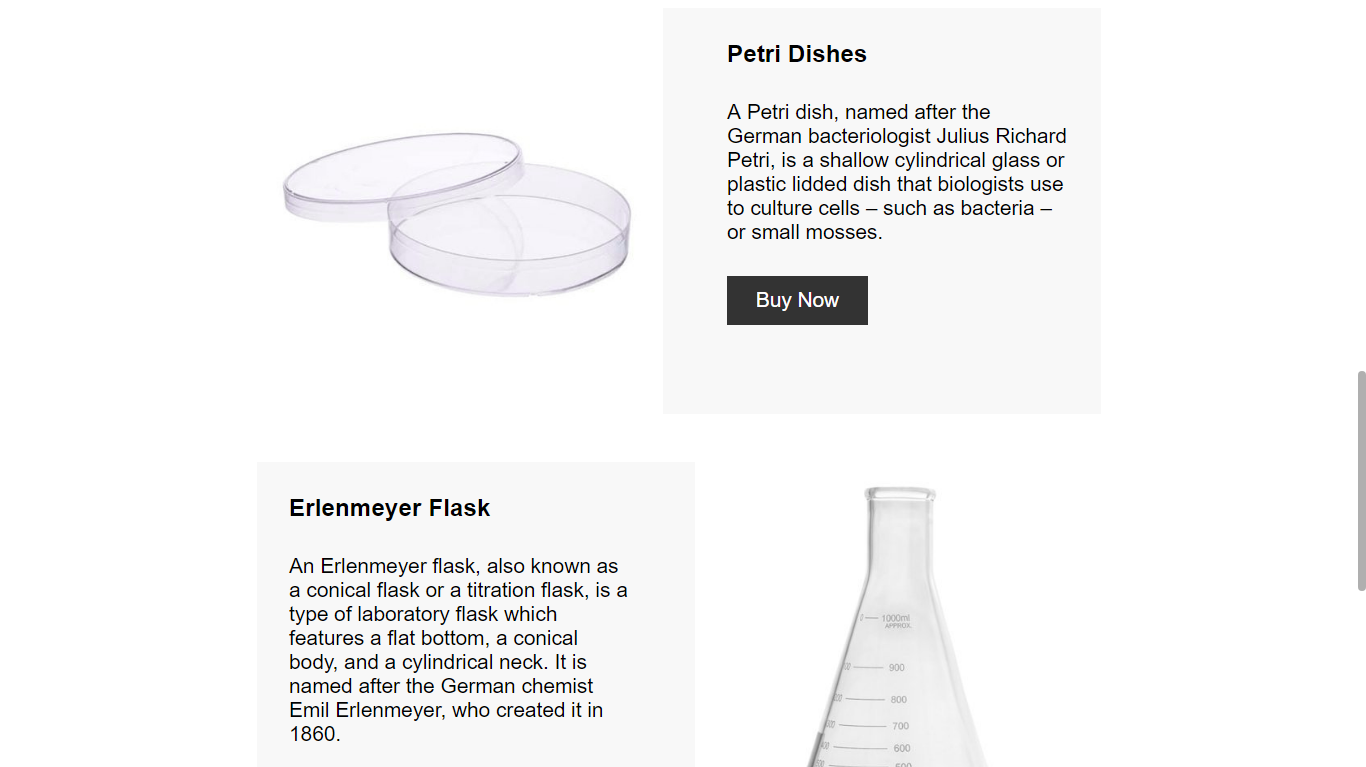 Petri Dishes
A Petri dish, named after the
German bacteriologist Julius Richard
Petri, is a shallow cylindrical glass or
plastic lidded dish that biologists use
to culture cells – such as bacteria –
or small mosses.
Buy Now
Erlenmeyer Flask
An Erlenmeyer flask, also known as
a conical flask or a titration flask, is a
type of laboratory flask which
features a flat bottom, a conical
body, and a cylindrical neck. It is
named after the German chemist
Emil Erlenmeyer, who created it in
1860.
1000ml
APPROX.
900
800
700
600
500